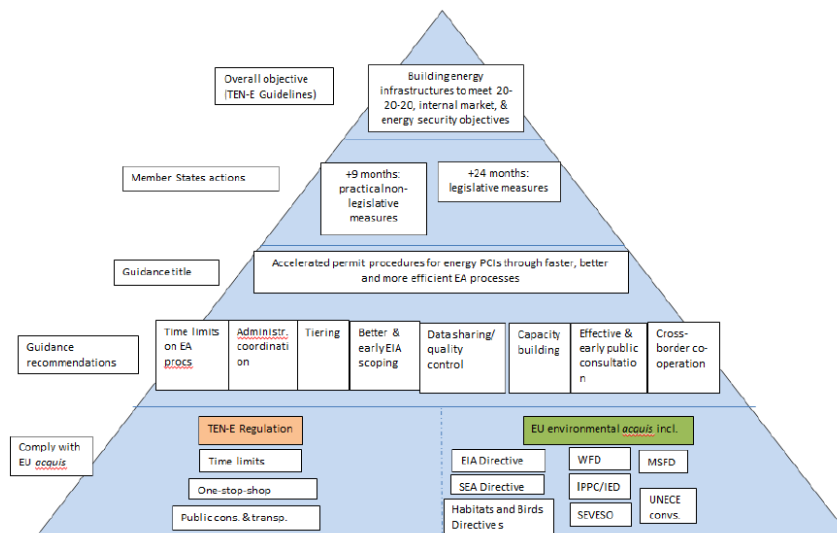 Overall objective
(TEN-E Guidelines)
Building energy
infrastructures to meet 20-
20-20, internal market, &
energy security objectives
Member States actions
+9 months:
practical non-
legislative
measures
+24 months:
legislative measures
Guidance title
Accelerated permit procedures for energy PCIs through faster, better
and more efficient EA processes
Guidance
recommendations
Time limits
on EA
procs
Administr.
coordinati
on
Tiering
Better &
early EIA
scoping
Data sharing/
quality
control
Capacity
building
Effective &
early public
consultatio
n
Cross-
border co-
operation
Comply with
EU acquis
TEN-E Regulation
Time limits
One-stop-shop
Public cons. & transp.
EU environmental acquis incl.
EIA Directive
SEA Directive
Habitats and Birds
Directives
WFD
IPPC/IED
SEVESO
MSFD
UNECE
convs.